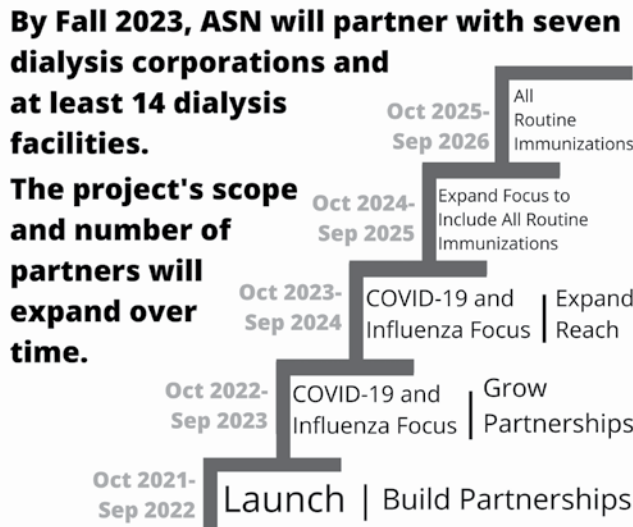 By Fall 2023, ASN will partner with seven
dialysis corporations and
at least 14 dialysis
facilities.
The project's scope
and number of
partners will
expand over
time.
Oct 2025-
Sep 2026
All
Routine
Immunizations
Oct 2024-
Sep 2025
Expand Focus to
Include All Routine
Immunizations
Oct 2023-
Sep 2024
COVID-19 and
Influenza Focus
Expand
Reach
Oct 2022-
Sep 2023
COVID-19 and
Influenza Focus
Grow
Partnerships
Oct 2021-
Sep 2022
Launch | Build Partnerships